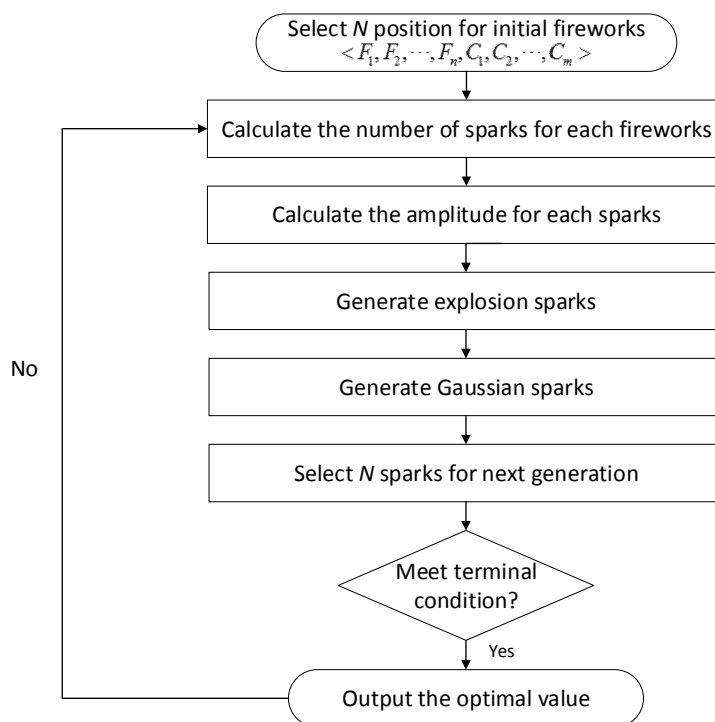 Select N position for initial fireworks
< F₁, F₂, ⋯, Fₙ, C₁, C₂, ⋯, Cₘ >
Calculate the number of sparks for each fireworks
Calculate the amplitude for each sparks
Generate explosion sparks
No
Generate Gaussian sparks
Select N sparks for next generation
Meet terminal
condition?
Yes
Output the optimal value